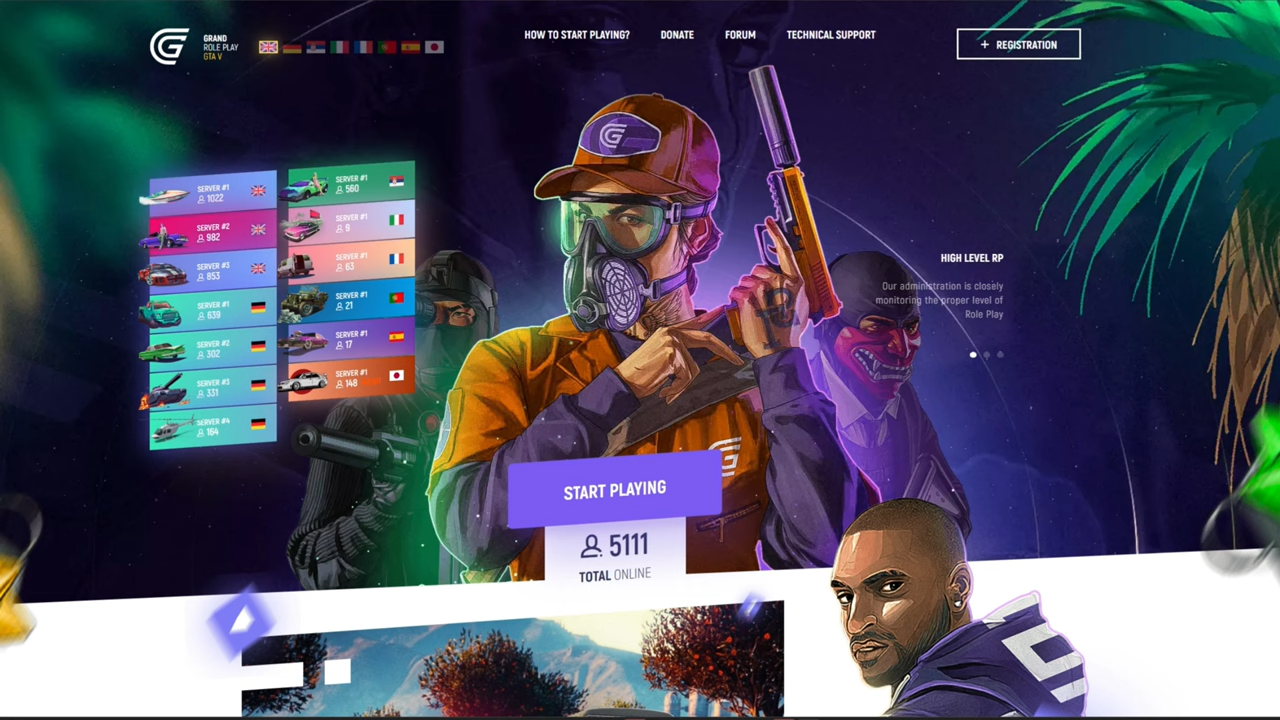 GRAND
ROLE PLAY
GTA V
HOW TO START PLAYING?
DONATE
FORUM
TECHNICAL SUPPORT
+ REGISTRATION
SERVER #1
1022
SERVER #2
982
SERVER #3
853
SERVER #1
639
SERVER #2
302
SERVER #3
331
SERVER #4
164
SERVER #1
560
SERVER #1
9
SERVER #1
63
SERVER #1
21
SERVER #1
17
SERVER #1
148
HIGH LEVEL RP
Our administration is closely
monitoring the proper level of
Role Play
START PLAYING
5111
TOTAL ONLINE